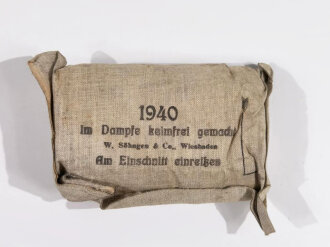 1940
Im Dampfe keimfrei gemacht
W. Söhngen & Co., Wiesbaden
Am Einschnitt einreißen